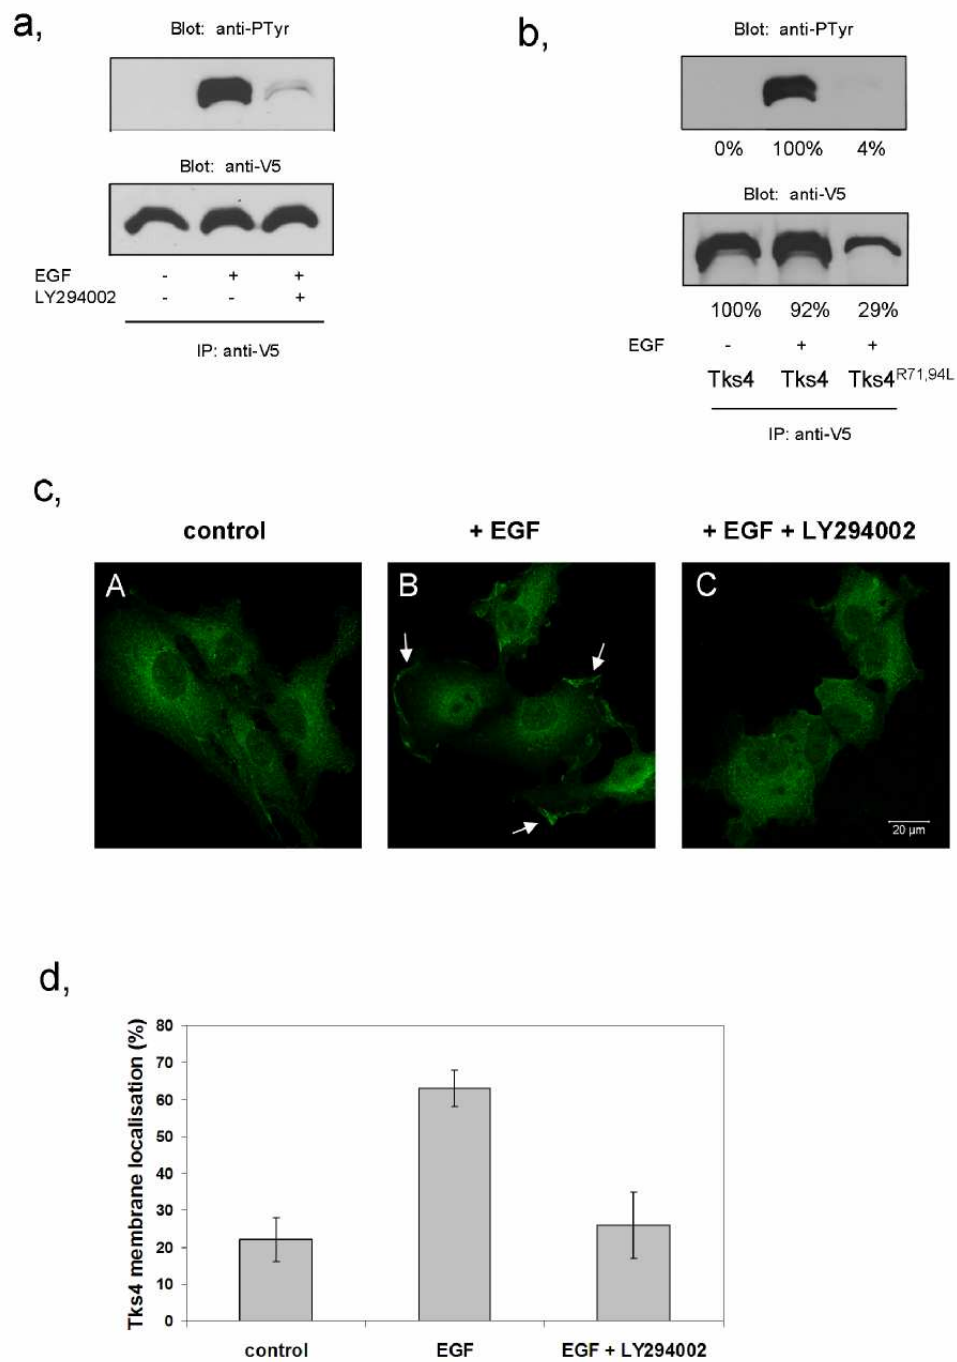 a,
Blot: anti-PTyr
Blot: anti-V5
EGF - + +
LY294002 - - +
IP: anti-V5
b,
Blot: anti-PTyr
0% 100% 4%
Blot: anti-V5
100% 92% 29%
EGF - + +
Tks4 Tks4 Tks4R71,94L
IP: anti-V5
c,
control + EGF + EGF + LY294002
A B C
20 µm
d,
Tks4 membrane localisation (%)
80
70
60
50
40
30
20
10
0
control EGF EGF + LY294002